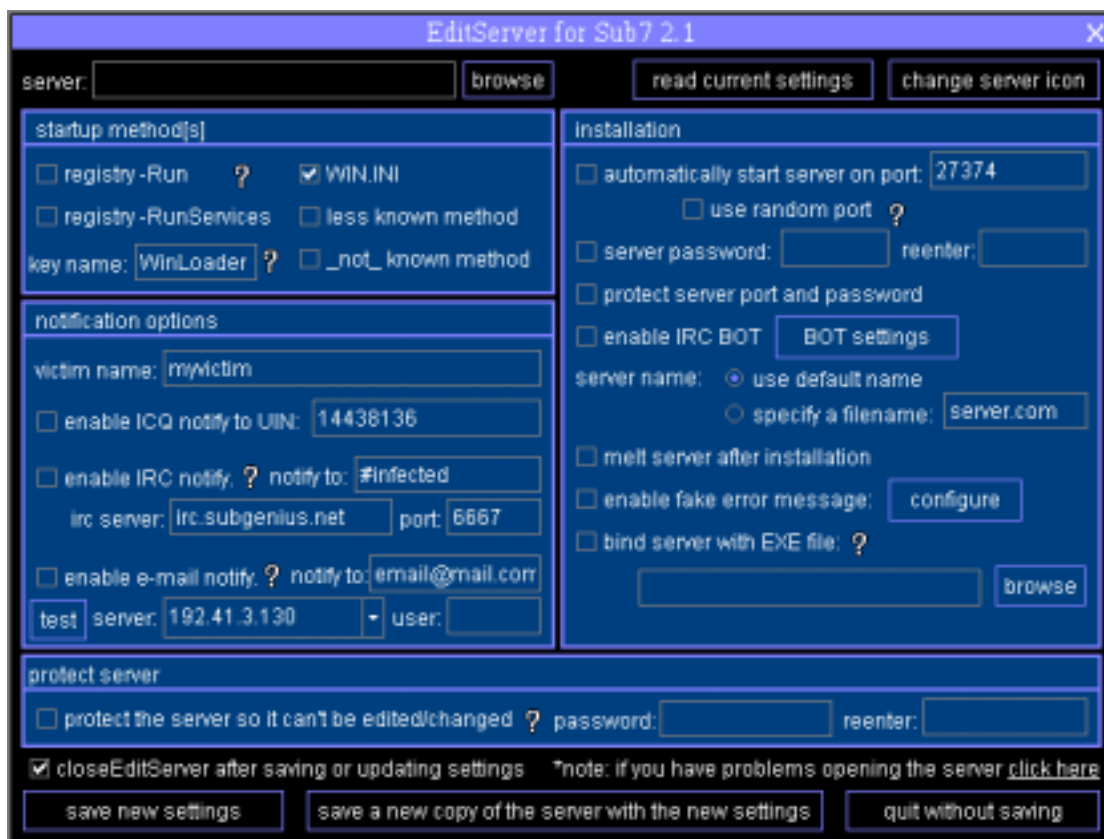 EditServer for Sub7 2.1 X
server: browse read current settings change server icon
startup method[s]
registry -Run ? WIN.INI
registry -RunServices less known method
key name: WinLoader ? _not_ known method
notification options
victim name: myvictim
enable ICQ notify to UIN: 14438136
enable IRC notify. ? notify to: #infected
irc server: irc.subgenius.net port: 6667
enable e-mail notify. ? notify to: email@mail.com
test server: 192.41.3.130 user:
installation
automatically start server on port: 27374
use random port ?
server password: reenter:
protect server port and password
enable IRC BOT BOT settings
server name: use default name
specify a filename: server.com
melt server after installation
enable fake error message: configure
bind server with EXE file: ?
browse
protect server
protect the server so it can't be edited/changed ? password: reenter:
closeEditServer after saving or updating settings *note: if you have problems opening the server click here
save new settings save a new copy of the server with the new settings quit without saving